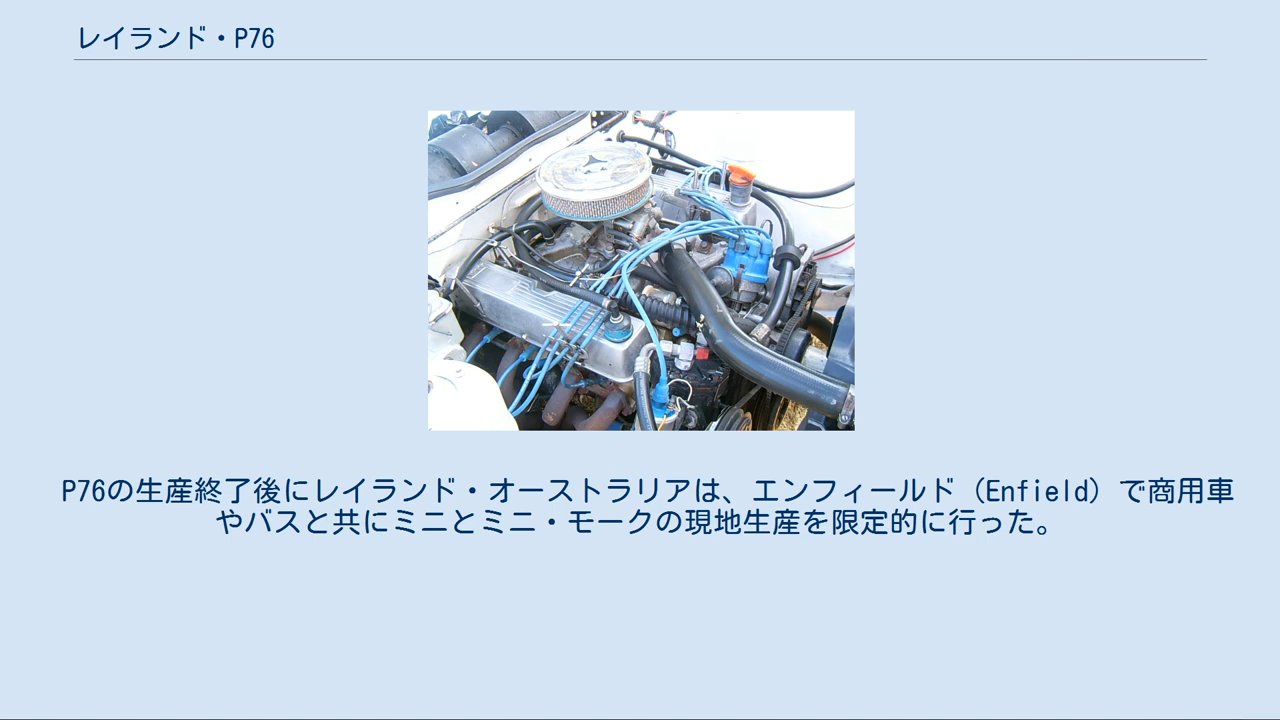 レイランド・P76
P76の生産終了後にレイランド・オーストラリアは、エンフィールド（Enfield）で商用車
やバスと共にミニとミニ・モークの現地生産を限定的に行った。